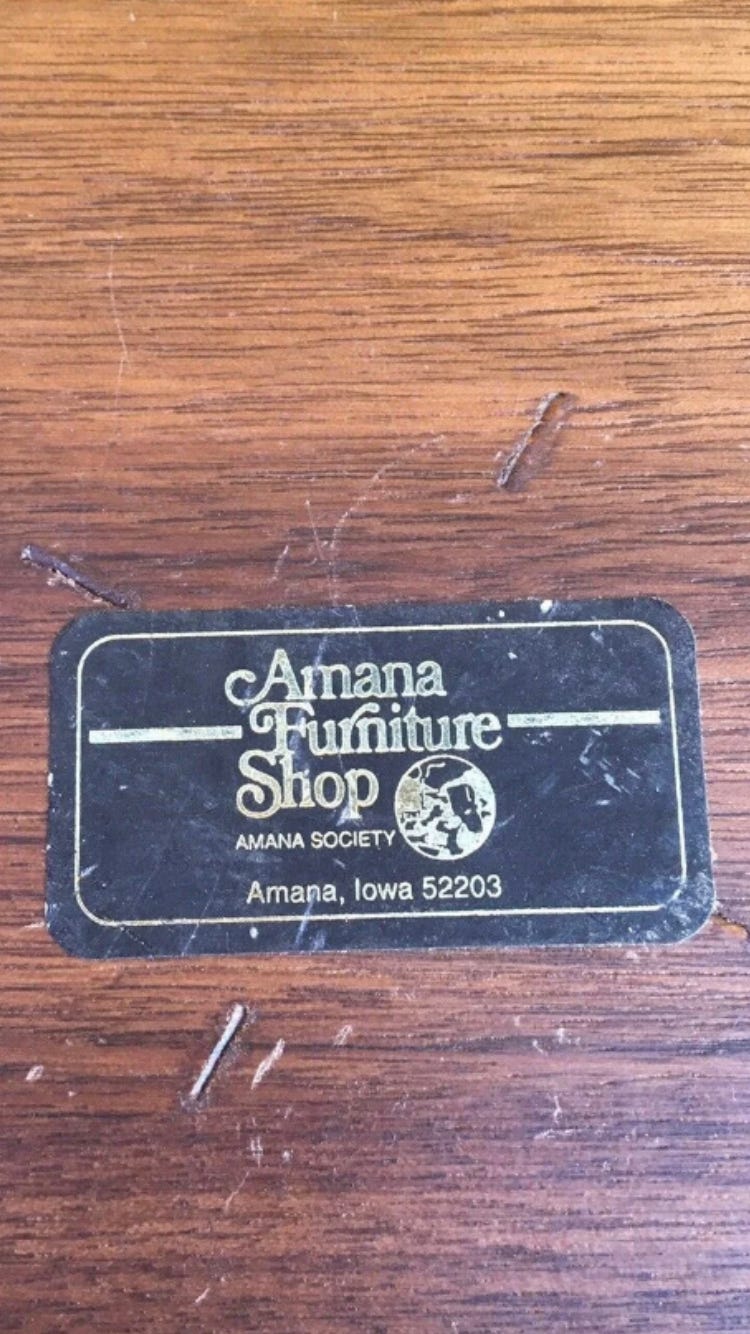 Amana
Furniture
Shop
AMANA SOCIETY
Amana, Iowa 52203